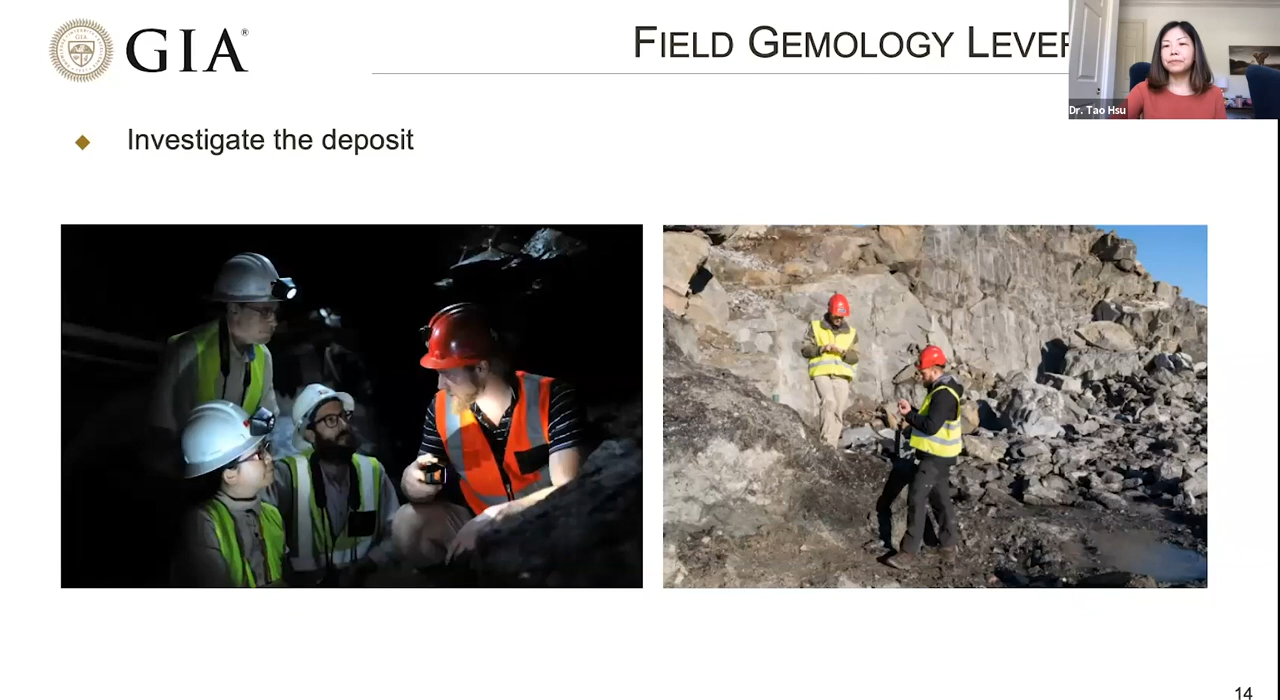 GIA®
FIELD GEMOLOGY LEVER
Dr. Tao Hsu
Investigate the deposit
14